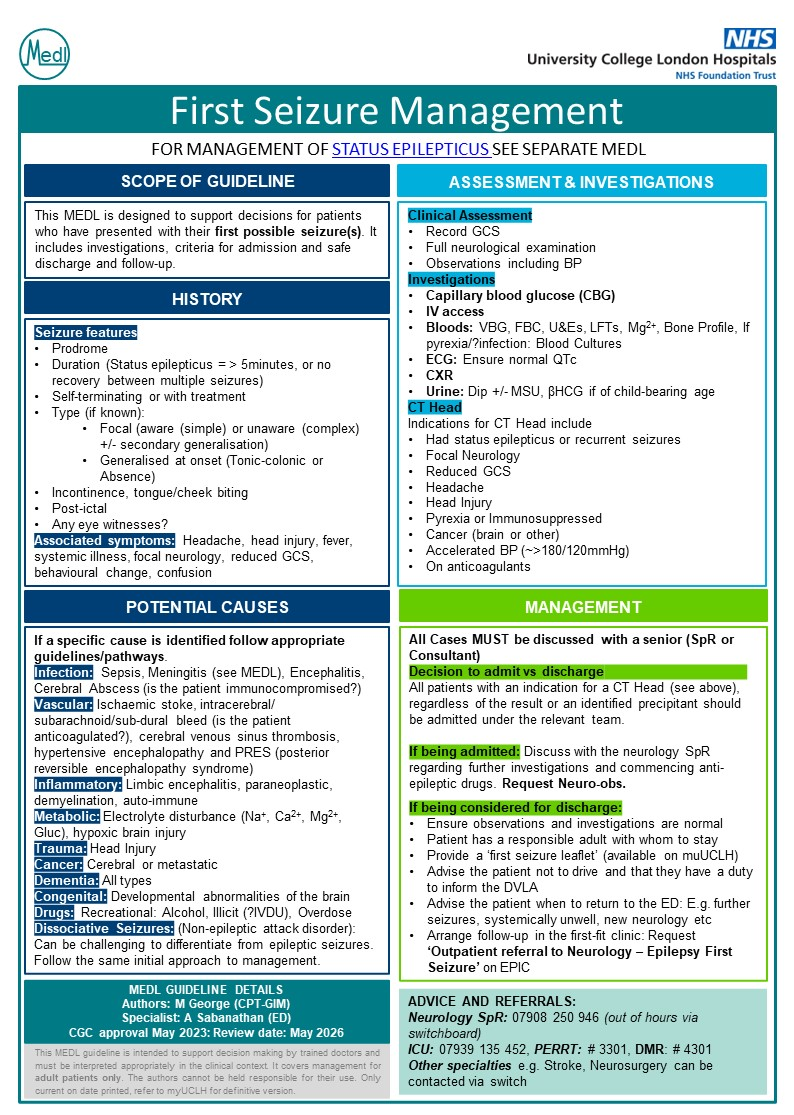 Medl
NHS
University College London Hospitals
NHS Foundation Trust
First Seizure Management
FOR MANAGEMENT OF STATUS EPILEPTICUS SEE SEPARATE MEDL
SCOPE OF GUIDELINE
This MEDL is designed to support decisions for patients
who have presented with their first possible seizure(s). It
includes investigations, criteria for admission and safe
discharge and follow-up.
HISTORY
Seizure features
• Prodrome
• Duration (Status epilepticus = > 5minutes, or no
recovery between multiple seizures)
• Self-terminating or with treatment
• Type (if known):
• Focal (aware (simple) or unaware (complex)
+/- secondary generalisation)
• Generalised at onset (Tonic-colonic or
Absence)
• Incontinence, tongue/cheek biting
• Post-ictal
• Any eye witnesses?
Associated symptoms: Headache, head injury, fever,
systemic illness, focal neurology, reduced GCS,
behavioural change, confusion
POTENTIAL CAUSES
If a specific cause is identified follow appropriate
guidelines/pathways.
Infection: Sepsis, Meningitis (see MEDL), Encephalitis,
Cerebral Abscess (is the patient immunocompromised?)
Vascular: Ischaemic stoke, intracerebral/
subarachnoid/sub-dural bleed (is the patient
anticoagulated?), cerebral venous sinus thrombosis,
hypertensive encephalopathy and PRES (posterior
reversible encephalopathy syndrome)
Inflammatory: Limbic encephalitis, paraneoplastic,
demyelination, auto-immune
Metabolic: Electrolyte disturbance (Na⁺, Ca²⁺, Mg²⁺,
Gluc), hypoxic brain injury
Trauma: Head Injury
Cancer: Cerebral or metastatic
Dementia: All types
Congenital: Developmental abnormalities of the brain
Drugs: Recreational: Alcohol, Illicit (?IVDU), Overdose
Dissociative Seizures: (Non-epileptic attack disorder):
Can be challenging to differentiate from epileptic seizures.
Follow the same initial approach to management.
MEDL GUIDELINE DETAILS
Authors: M George (CPT-GIM)
Specialist: A Sabanathan (ED)
CGC approval May 2023: Review date: May 2026
This MEDL guideline is intended to support decision making by trained doctors and
must be interpreted appropriately in the clinical context. It covers management for
adult patients only. The authors cannot be held responsible for their use. Only
current on date printed, refer to myUCLH for definitive version.
ASSESSMENT & INVESTIGATIONS
Clinical Assessment
• Record GCS
• Full neurological examination
• Observations including BP
Investigations
• Capillary blood glucose (CBG)
• IV access
• Bloods: VBG, FBC, U&Es, LFTs, Mg²⁺, Bone Profile, If
pyrexia/?infection: Blood Cultures
• ECG: Ensure normal QTc
• CXR
• Urine: Dip +/- MSU, βHCG if of child-bearing age
CT Head
Indications for CT Head include
• Had status epilepticus or recurrent seizures
• Focal Neurology
• Reduced GCS
• Headache
• Head Injury
• Pyrexia or Immunosuppressed
• Cancer (brain or other)
• Accelerated BP (~>180/120mmHg)
• On anticoagulants
MANAGEMENT
All Cases MUST be discussed with a senior (SpR or
Consultant)
Decision to admit vs discharge
All patients with an indication for a CT Head (see above),
regardless of the result or an identified precipitant should
be admitted under the relevant team.
If being admitted: Discuss with the neurology SpR
regarding further investigations and commencing anti-
epileptic drugs. Request Neuro-obs.
If being considered for discharge:
• Ensure observations and investigations are normal
• Patient has a responsible adult with whom to stay
• Provide a ‘first seizure leaflet’ (available on muUCLH)
• Advise the patient not to drive and that they have a duty
to inform the DVLA
• Advise the patient when to return to the ED: E.g. further
seizures, systemically unwell, new neurology etc
• Arrange follow-up in the first-fit clinic: Request
‘Outpatient referral to Neurology – Epilepsy First
Seizure’ on EPIC
ADVICE AND REFERRALS:
Neurology SpR: 07908 250 946 (out of hours via
switchboard)
ICU: 07939 135 452, PERRT: # 3301, DMR: # 4301
Other specialties e.g. Stroke, Neurosurgery can be
contacted via switch